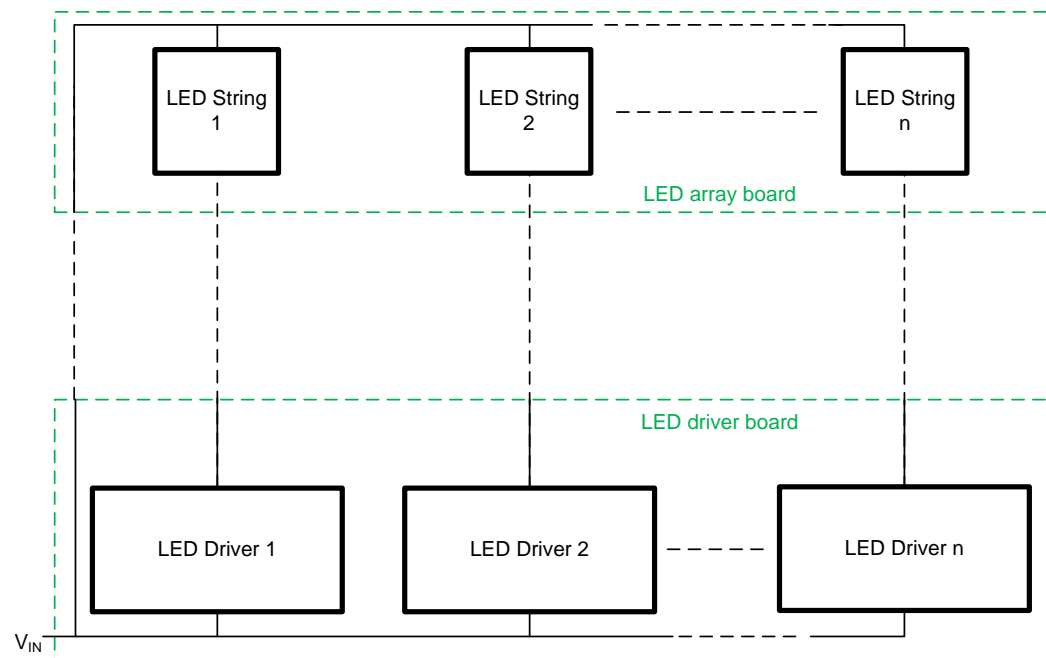 LED String
1
LED String
2
LED String
n
LED array board
LED driver board
LED Driver 1
LED Driver 2
LED Driver n
VIN